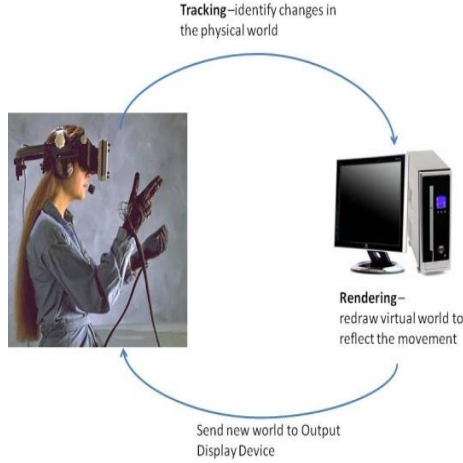 Tracking–identify changes in
the physical world
Rendering–
redraw virtual world to
reflect the movement
Send new world to Output
Display Device